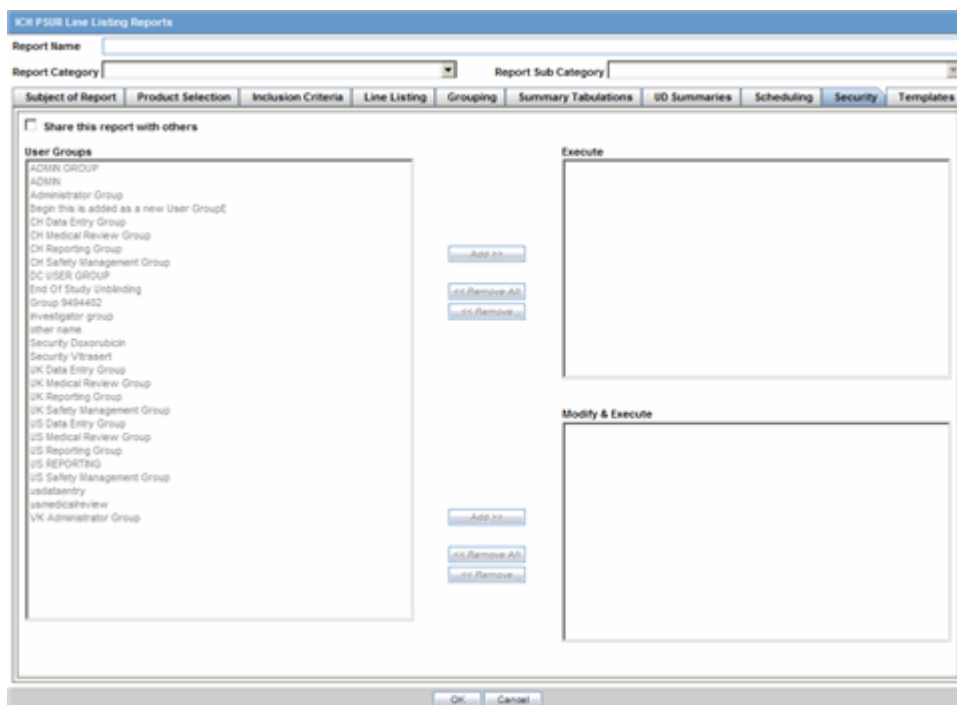 ICH PSUR Line Listing Reports
Report Name
Report Category
Report Sub Category
Subject of Report
Product Selection
Inclusion Criteria
Line Listing
Grouping
Summary Tabulations
UD Summaries
Scheduling
Security
Templates
Share this report with others
User Groups
Execute
ADMIN GROUP
ADMIN
Administrator Group
Begin this is added as a new User GroupE
CH Data Entry Group
CH Medical Review Group
CH Reporting Group
CH Safety Management Group
DC USER GROUP
End Of Study Unblinding
Group 9494402
Investigator group
other name
Security Doxorubicin
Security Vitrasert
UK Data Entry Group
UK Medical Review Group
UK Reporting Group
UK Safety Management Group
US Data Entry Group
US Medical Review Group
US Reporting Group
US REPORTING
US Safety Management Group
usdataentry
usmedicalreview
VK Administrator Group
Add >>
<< Remove All
<< Remove
Modify & Execute
Add >>
<< Remove All
<< Remove
OK
Cancel